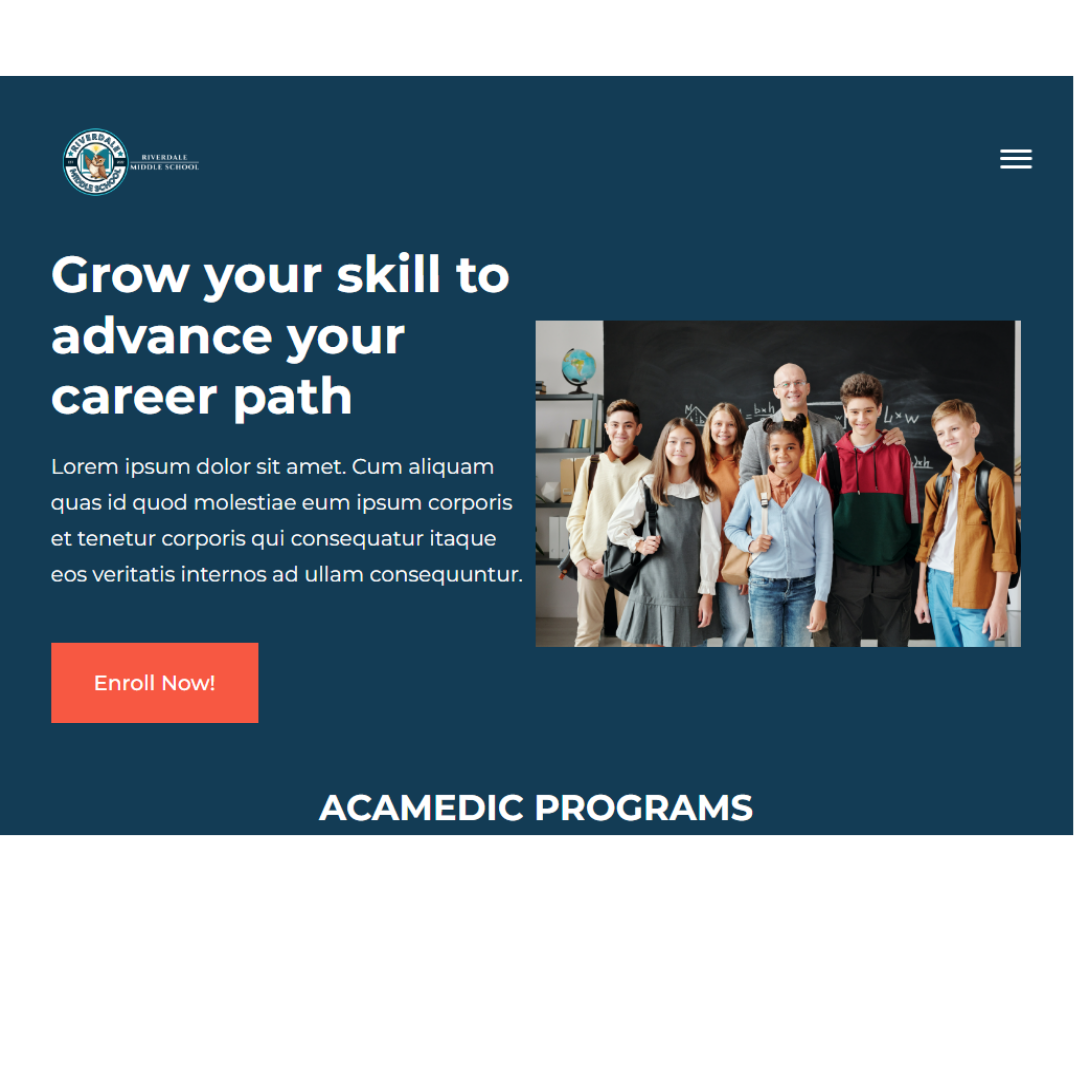 RIVERDALE
MIDDLE SCHOOL
RIVERDALE
MIDDLE SCHOOL
Grow your skill to
advance your
career path
Lorem ipsum dolor sit amet. Cum aliquam
quas id quod molestiae eum ipsum corporis
et tenetur corporis qui consequatur itaque
eos veritatis internos ad ullam consequuntur.
bxh
LxW
Enroll Now!
ACAMEDIC PROGRAMS